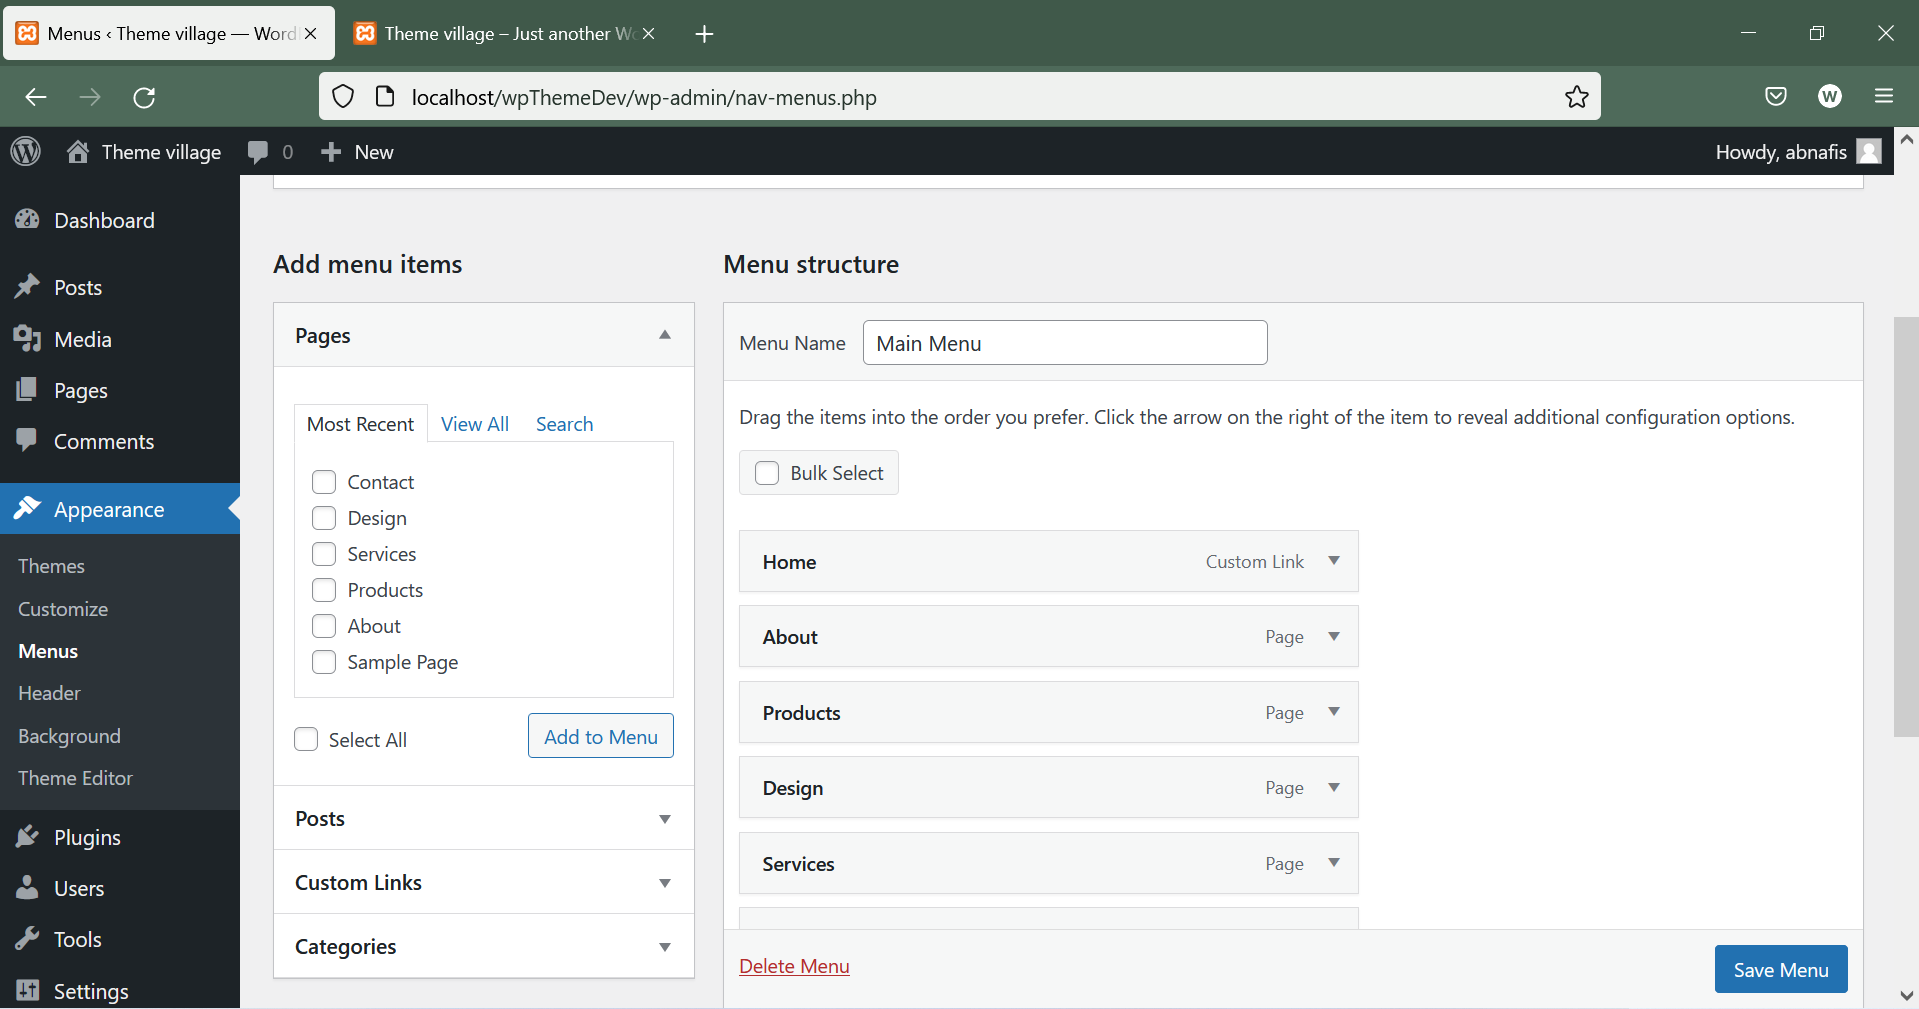 Menus ‹ Theme village — Word
Theme village – Just another Wo
localhost/wpThemeDev/wp-admin/nav-menus.php
W
Theme village
0
New
Howdy, abnafis
Dashboard
Posts
Media
Pages
Comments
Appearance
Themes
Customize
Menus
Header
Background
Theme Editor
Plugins
Users
Tools
Settings
Add menu items
Pages
Most Recent View All Search
Contact
Design
Services
Products
About
Sample Page
Select All
Add to Menu
Posts
Custom Links
Categories
Menu structure
Menu Name Main Menu
Drag the items into the order you prefer. Click the arrow on the right of the item to reveal additional configuration options.
Bulk Select
Home Custom Link
About Page
Products Page
Design Page
Services Page
Delete Menu
Save Menu